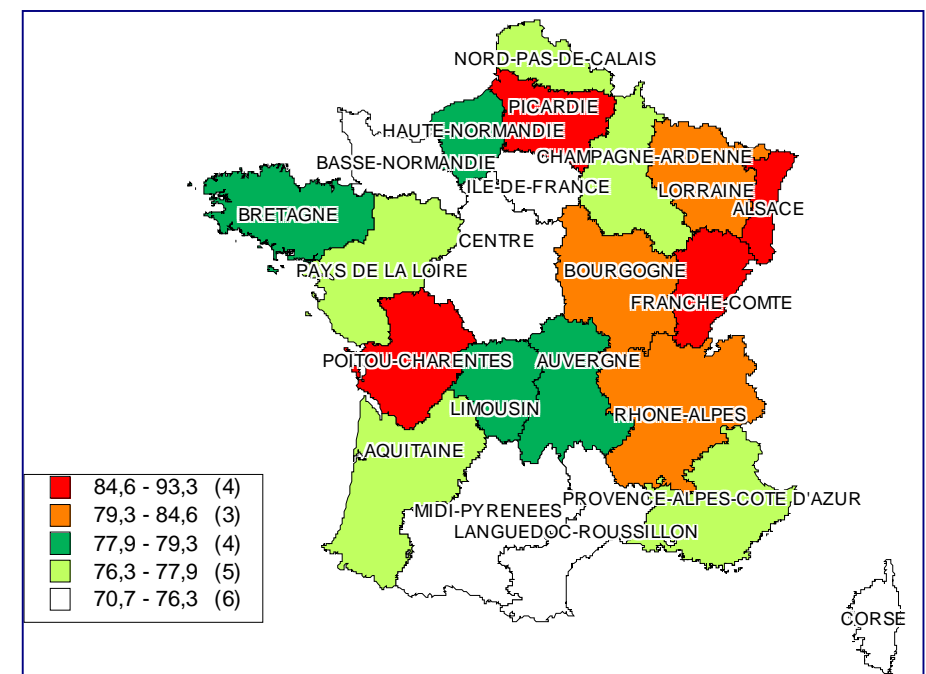 NORD-PAS-DE-CALAIS
PICARDIE
HAUTE-NORMANDIE
CHAMPAGNE-ARDENNE
BASSE-NORMANDIE
ILE-DE-FRANCE
LORRAINE
ALSACE
BRETAGNE
CENTRE
PAYS DE LA LOIRE
BOURGOGNE
FRANCHE-COMTE
POITOU-CHARENTES
AUVERGNE
LIMOUSIN
RHONE-ALPES
AQUITAINE
PROVENCE-ALPES-COTE D'AZUR
MIDI-PYRENEES
LANGUEDOC-ROUSSILLON
CORSE
84,6 - 93,3 (4)
79,3 - 84,6 (3)
77,9 - 79,3 (4)
76,3 - 77,9 (5)
70,7 - 76,3 (6)